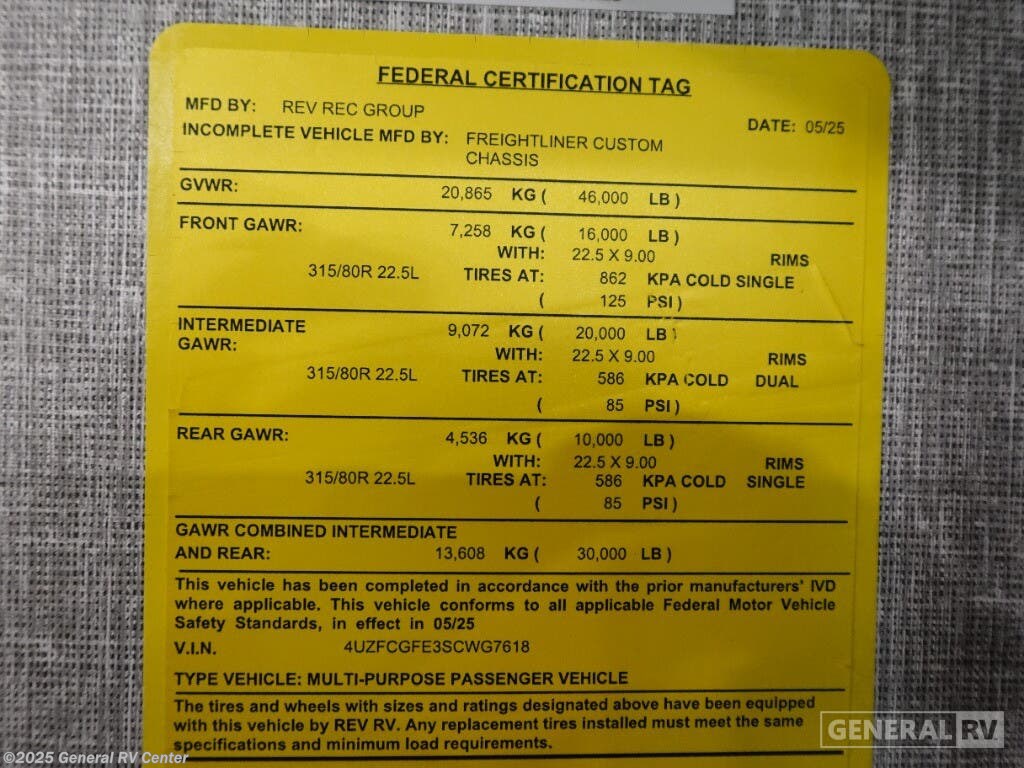 FEDERAL CERTIFICATION TAG
MFD BY: REV REC GROUP
DATE: 05/25
INCOMPLETE VEHICLE MFD BY: FREIGHTLINER CUSTOM
CHASSIS
GVWR: 20,865 KG ( 46,000 LB )
FRONT GAWR: 7,258 KG ( 16,000 LB )
WITH: 22.5 X 9.00 RIMS
315/80R 22.5L TIRES AT: 862 KPA COLD SINGLE
( 125 PSI )
INTERMEDIATE 9,072 KG ( 20,000 LB )
GAWR: WITH: 22.5 X 9.00 RIMS
315/80R 22.5L TIRES AT: 586 KPA COLD DUAL
( 85 PSI )
REAR GAWR: 4,536 KG ( 10,000 LB )
WITH: 22.5 X 9.00 RIMS
315/80R 22.5L TIRES AT: 586 KPA COLD SINGLE
( 85 PSI )
GAWR COMBINED INTERMEDIATE
AND REAR: 13,608 KG ( 30,000 LB )
This vehicle has been completed in accordance with the prior manufacturers' IVD
where applicable. This vehicle conforms to all applicable Federal Motor Vehicle
Safety Standards, in effect in 05/25
V.I.N. 4UZFCGFE3SCWG7618
TYPE VEHICLE: MULTI-PURPOSE PASSENGER VEHICLE
The tires and wheels with sizes and ratings designated above have been equipped
with this vehicle by REV RV. Any replacement tires installed must meet the same
specifications and minimum load requirements.
GENERAL RV
©2025 General RV Center